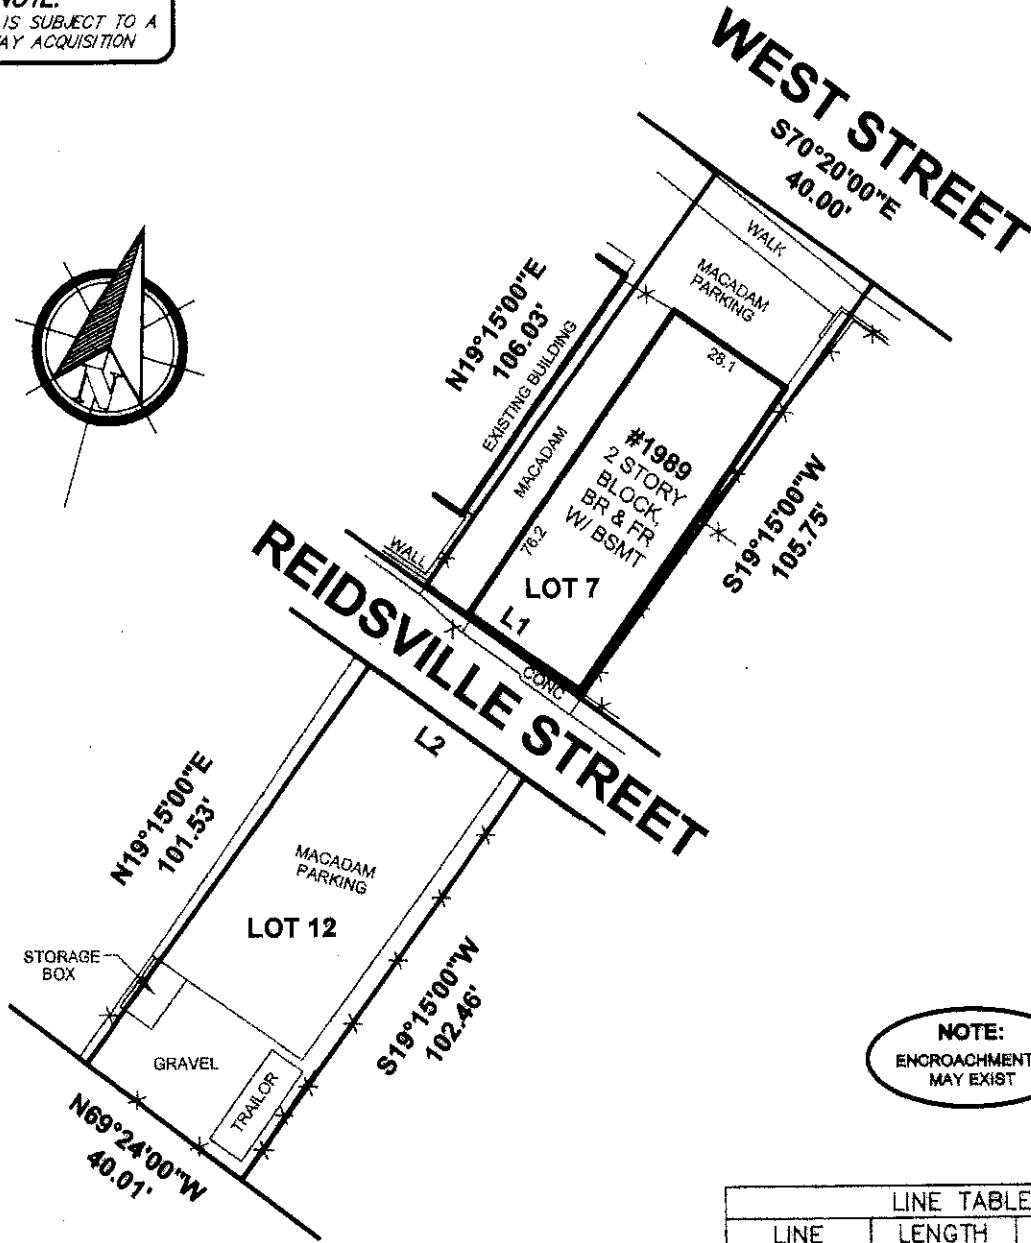 NOTE:
IS SUBJECT TO A
WAY ACQUISITION
WEST STREET
S70°20'00"E
40.00'
WALK
MACADAM
PARKING
N19°15'00"E
106.03'
EXISTING BUILDING
MACADAM
28.1
#1989
2 STORY
BLOCK,
BR & FR
W/ BSMT
76.2
S19°15'00"W
105.75'
N
WALL
LOT 7
L1
CONC
REIDSVILLE STREET
L2
N19°15'00"E
101.53'
MACADAM
PARKING
LOT 12
STORAGE
BOX
S19°15'00"W
102.46'
GRAVEL
TRAILOR
N69°24'00"W
40.01'
NOTE:
ENCROACHMENT
MAY EXIST
LINE TABLE
LINE LENGTH